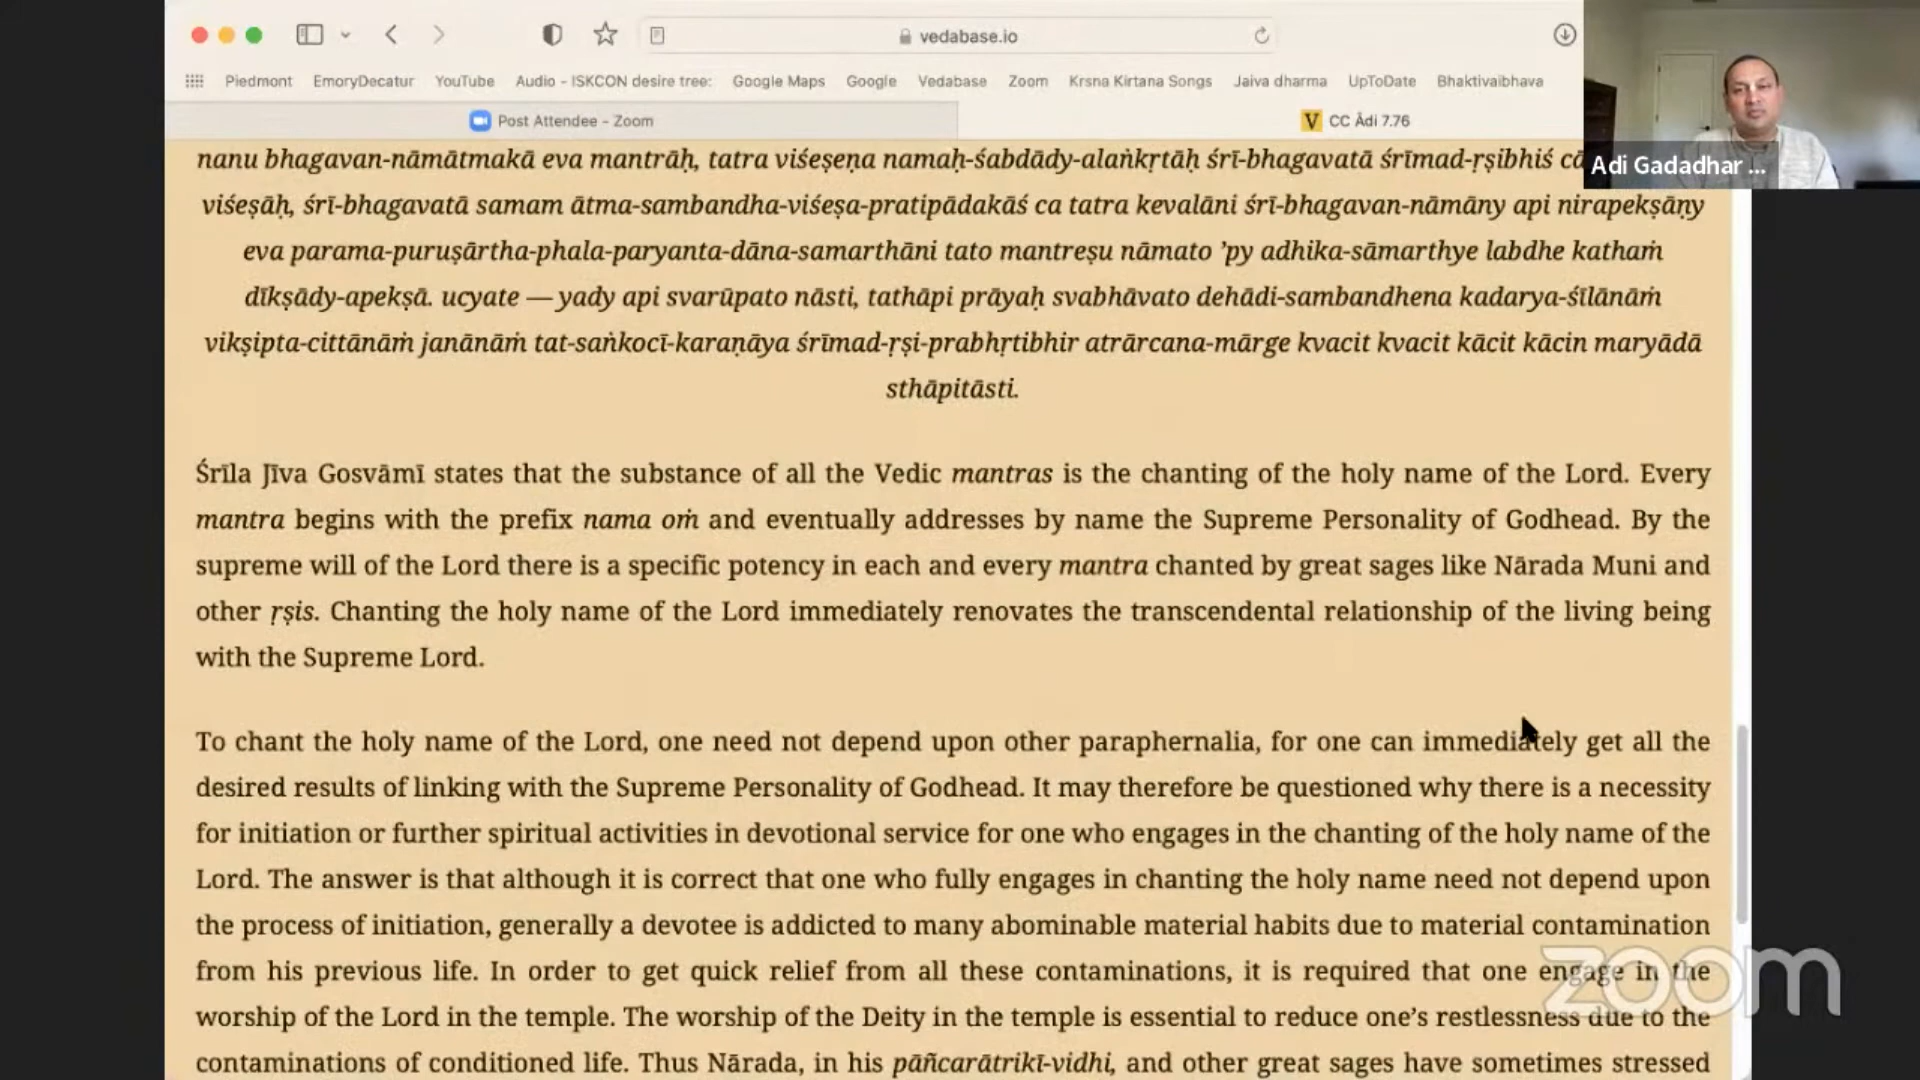 vedabase.io
Piedmont EmoryDecatur YouTube Audio - ISKCON desire tree: Google Maps Google Vedabase Zoom Krsna Kirtana Songs Jaiva dharma UpToDate Bhaktivaibhava
Post Attendee - Zoom
V CC Ādi 7.76
Adi Gadadhar ...
nanu bhagavan-nāmātmakā eva mantrāḥ, tatra viśeṣeṇa namaḥ-śabdādy-alaṅkṛtāḥ śrī-bhagavatā śrīmad-ṛṣibhiś
viśeṣāḥ, śrī-bhagavatā samam ātma-sambandha-viśeṣa-pratipādakāś ca tatra kevalāni śrī-bhagavan-nāmāny api nirapekṣāṇy
eva parama-puruṣārtha-phala-paryanta-dāna-samarthāni tato mantreṣu nāmato ’py adhika-sāmarthye labdhe kathaṁ
dīkṣādy-apekṣā. ucyate — yady api svarūpato nāsti, tathāpi prāyaḥ svabhāvato dehādi-sambandhena kadarya-śīlānāṁ
vikṣipta-cittānāṁ janānāṁ tat-saṅkocī-karaṇāya śrīmad-ṛṣi-prabhṛtibhir atrārcana-mārge kvacit kvacit kācit kācin maryādā
sthāpitāsti.
Śrīla Jīva Gosvāmī states that the substance of all the Vedic mantras is the chanting of the holy name of the Lord. Every
mantra begins with the prefix nama oṁ and eventually addresses by name the Supreme Personality of Godhead. By the
supreme will of the Lord there is a specific potency in each and every mantra chanted by great sages like Nārada Muni and
other ṛṣis. Chanting the holy name of the Lord immediately renovates the transcendental relationship of the living being
with the Supreme Lord.
To chant the holy name of the Lord, one need not depend upon other paraphernalia, for one can immediately get all the
desired results of linking with the Supreme Personality of Godhead. It may therefore be questioned why there is a necessity
for initiation or further spiritual activities in devotional service for one who engages in the chanting of the holy name of the
Lord. The answer is that although it is correct that one who fully engages in chanting the holy name need not depend upon
the process of initiation, generally a devotee is addicted to many abominable material habits due to material contamination
from his previous life. In order to get quick relief from all these contaminations, it is required that one engage in the
worship of the Lord in the temple. The worship of the Deity in the temple is essential to reduce one’s restlessness due to the
contaminations of conditioned life. Thus Nārada, in his pāñcarātrikī-vidhi, and other great sages have sometimes stressed
zoom